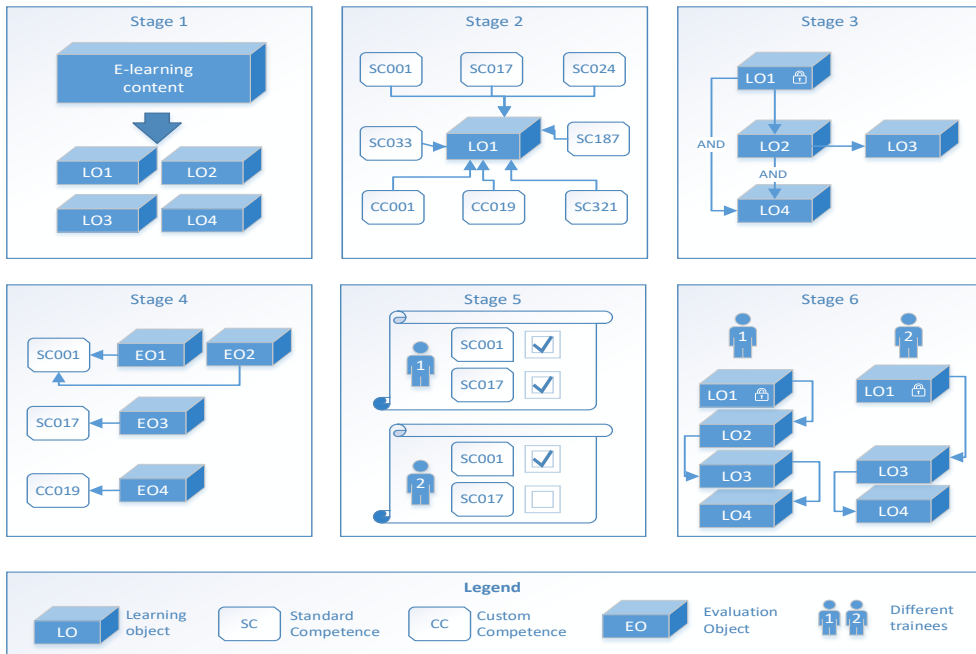 Stage 1
E-learning
content
LO1
LO2
LO3
LO4
Stage 2
SC001
SC017
SC024
SC033
LO1
SC187
CC001
CC019
SC321
Stage 3
LO1
AND
LO2
LO3
AND
LO4
Stage 4
SC001
EO1
EO2
SC017
EO3
CC019
EO4
Stage 5
1
SC001
SC017
2
SC001
SC017
Stage 6
1
2
LO1
LO1
LO2
LO3
LO3
LO4
LO4
Legend
LO
Learning
object
SC
Standard
Competence
CC
Custom
Competence
EO
Evaluation
Object
1 2
Different
trainees